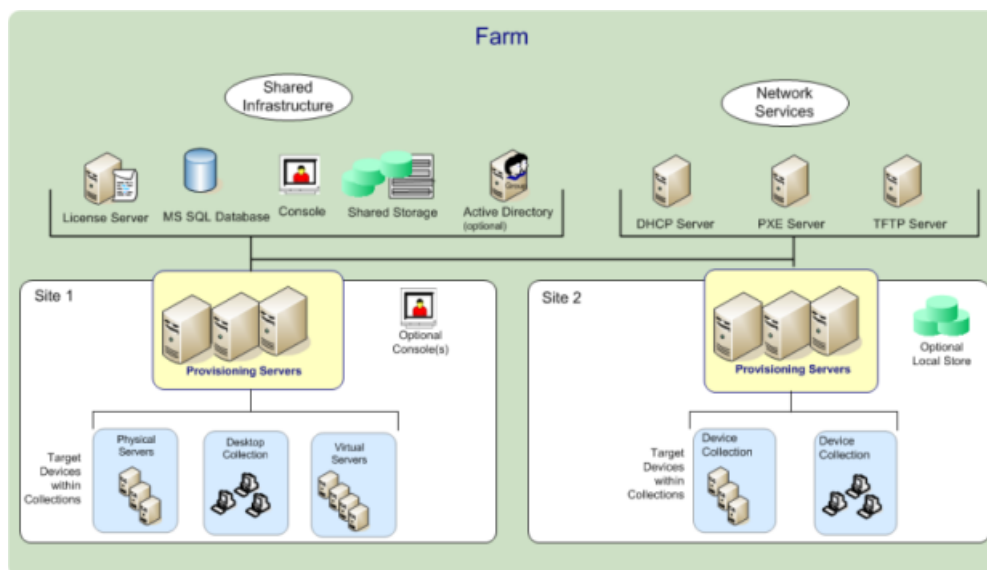 Farm
Shared
Infrastructure
Network
Services
License Server
MS SQL Database
Console
Shared Storage
Group
Active Directory
(optional)
DHCP Server
PXE Server
TFTP Server
Site 1
Provisioning Servers
Optional
Console(s)
Target
Devices
within
Collections
Physical
Servers
Desktop
Collection
Virtual
Servers
Site 2
Provisioning Servers
Optional
Local Store
Target
Devices
within
Collections
Device
Collection
Device
Collection